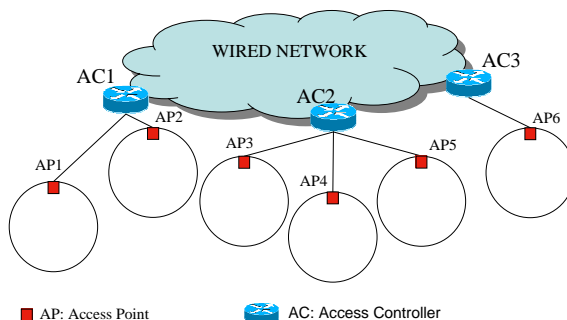 WIRED NETWORK
AC1
AC2
AC3
AP1
AP2
AP3
AP4
AP5
AP6
AP: Access Point
AC: Access Controller